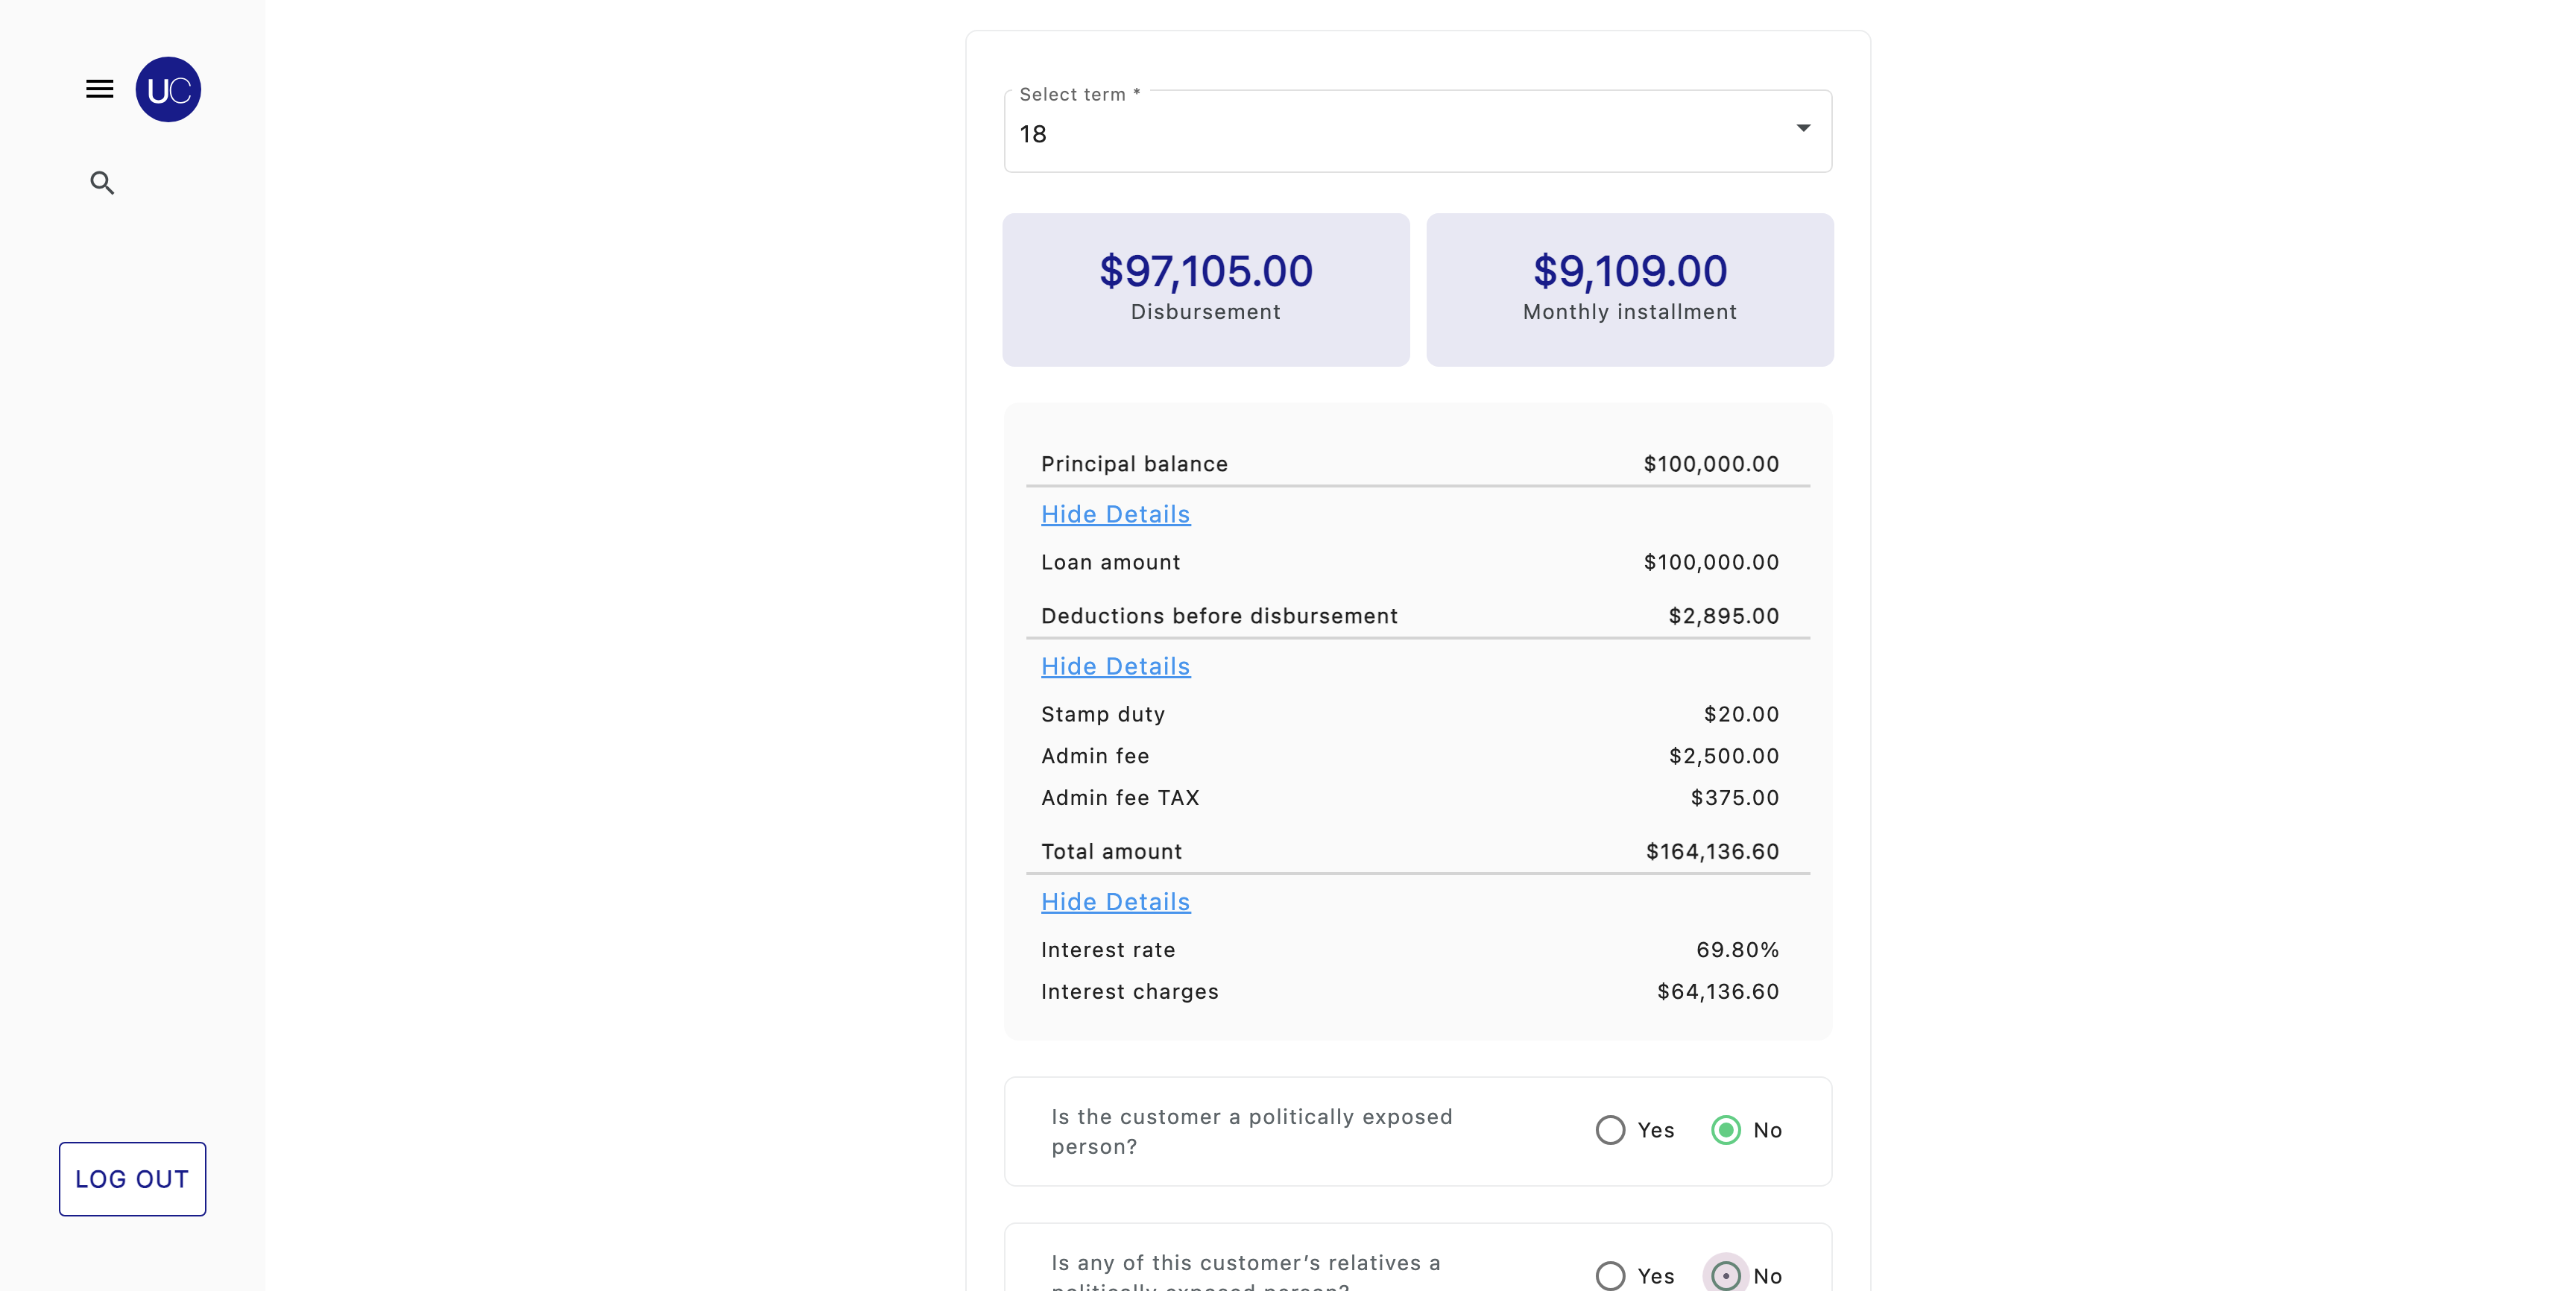 UC
Select term *
18
$97,105.00
Disbursement
$9,109.00
Monthly installment
Principal balance $100,000.00
Hide Details
Loan amount $100,000.00
Deductions before disbursement $2,895.00
Hide Details
Stamp duty $20.00
Admin fee $2,500.00
Admin fee TAX $375.00
Total amount $164,136.60
Hide Details
Interest rate 69.80%
Interest charges $64,136.60
Is the customer a politically exposed
person?
Yes No
Is any of this customer’s relatives a
politically exposed person?
Yes No
LOG OUT